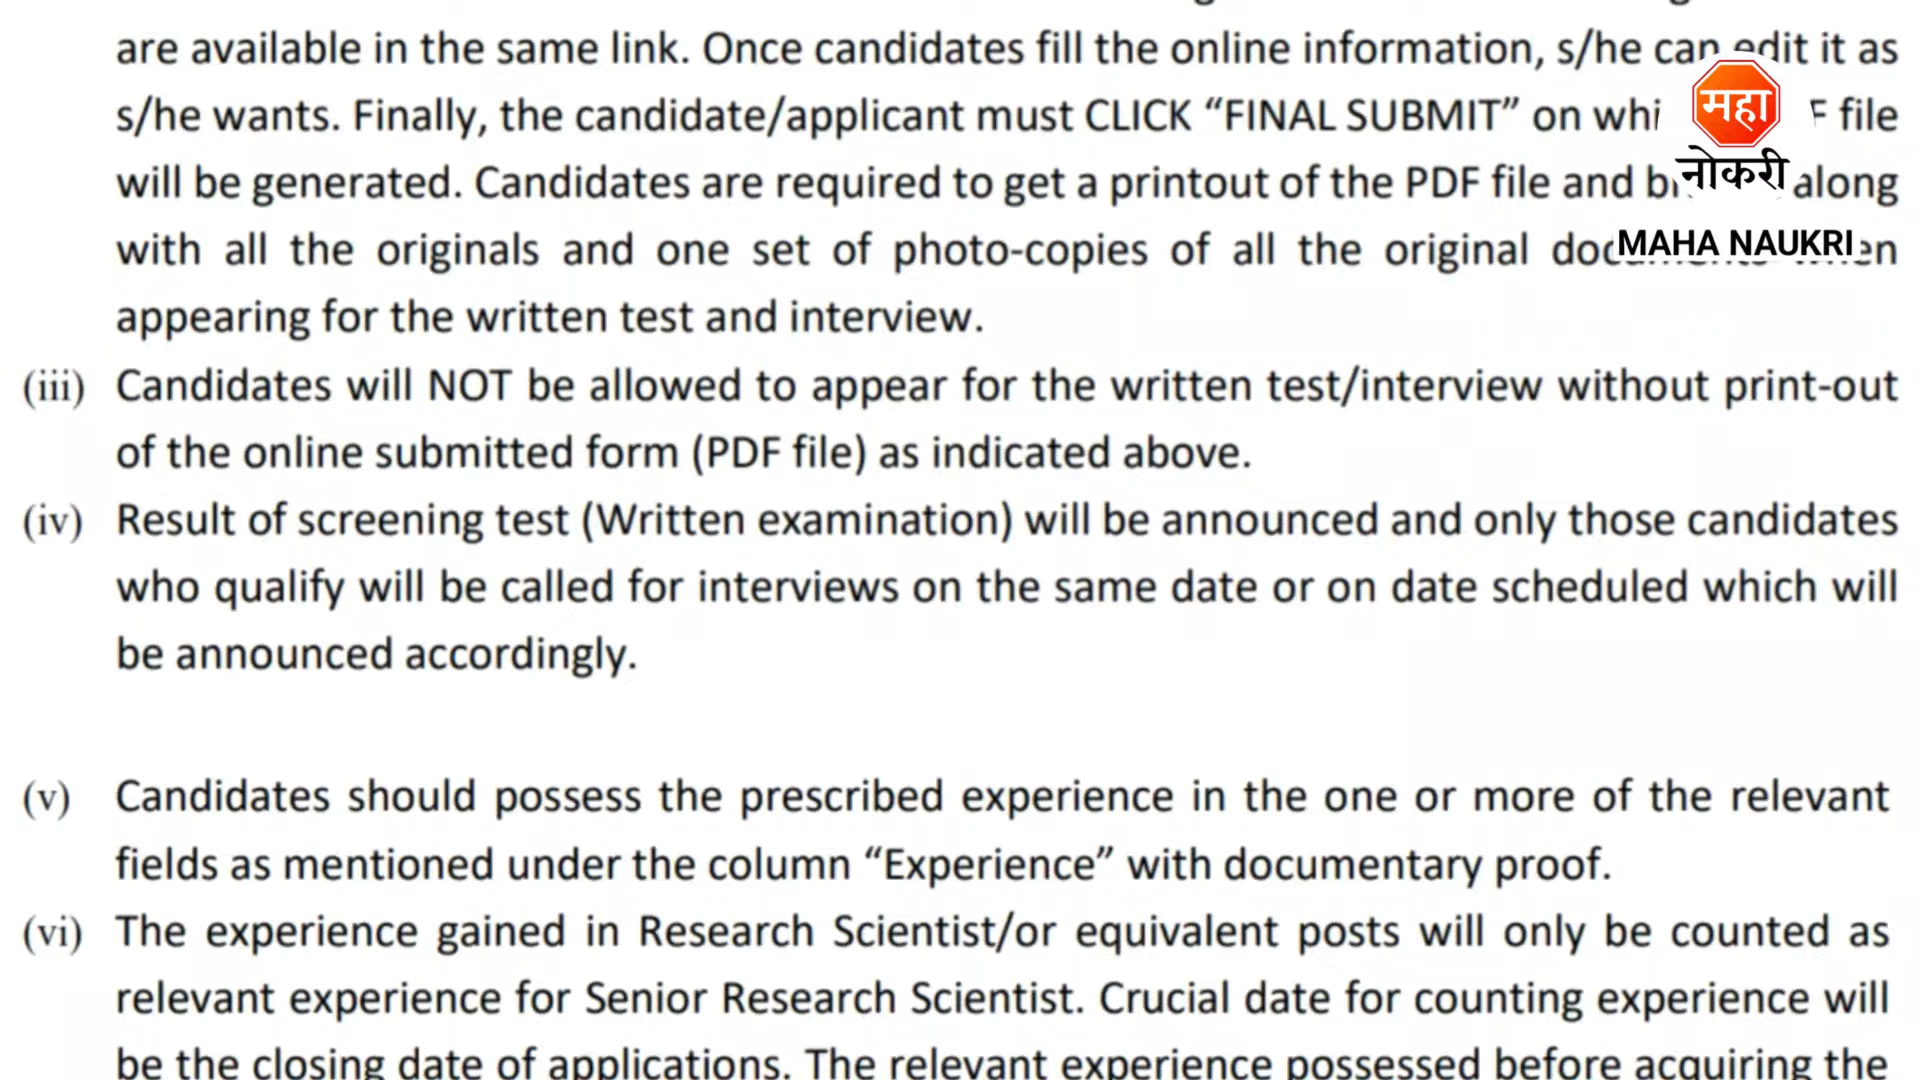 are available in the same link. Once candidates fill the online information, s/he can edit it as
s/he wants. Finally, the candidate/applicant must CLICK “FINAL SUBMIT” on file
will be generated. Candidates are required to get a printout of the PDF file and along
with all the originals and one set of photo-copies of all the original
appearing for the written test and interview.
(iii) Candidates will NOT be allowed to appear for the written test/interview without print-out
of the online submitted form (PDF file) as indicated above.
(iv) Result of screening test (Written examination) will be announced and only those candidates
who qualify will be called for interviews on the same date or on date scheduled which will
be announced accordingly.
(v) Candidates should possess the prescribed experience in the one or more of the relevant
fields as mentioned under the column “Experience” with documentary proof.
(vi) The experience gained in Research Scientist/or equivalent posts will only be counted as
relevant experience for Senior Research Scientist. Crucial date for counting experience will
be the closing date of applications. The relevant experience possessed before acquiring the
महा
नोकरी
MAHA NAUKRI